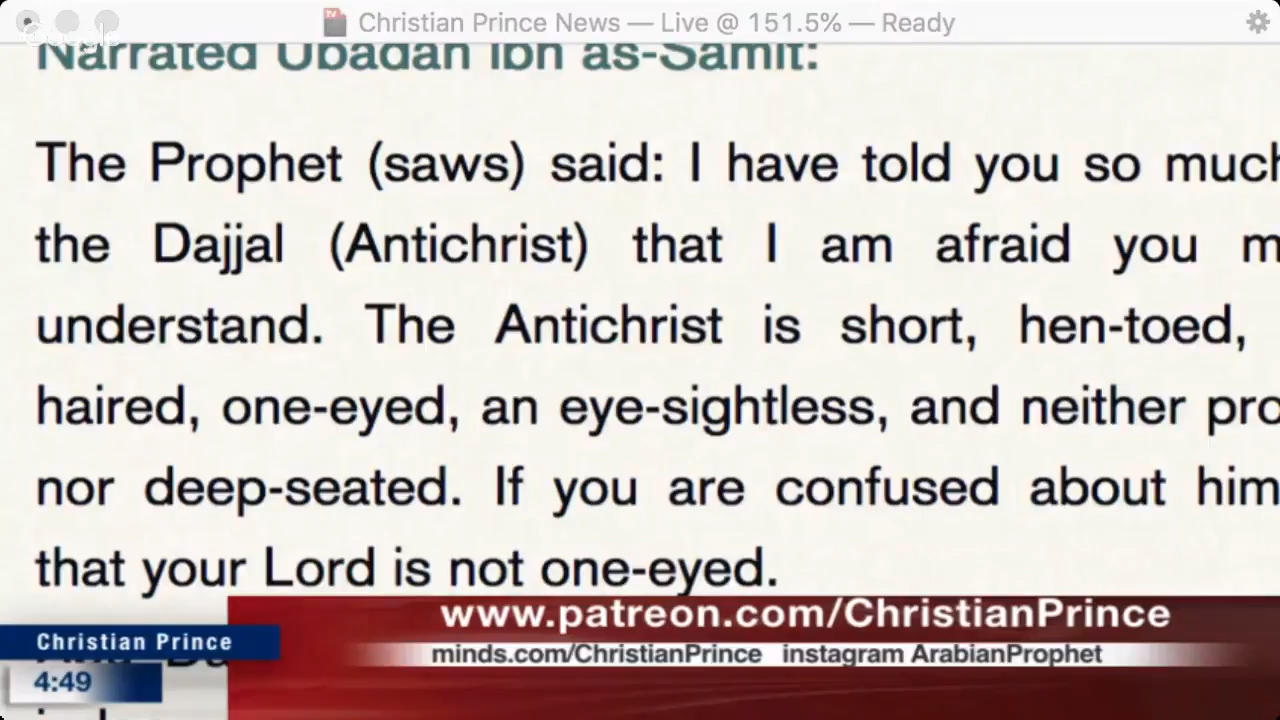 Christian Prince News — Live @ 151.5% — Ready
Google
Narrated Ubadah ibn as-Samit:
The Prophet (saws) said: I have told you so much
the Dajjal (Antichrist) that I am afraid you m
understand. The Antichrist is short, hen-toed,
haired, one-eyed, an eye-sightless, and neither pro
nor deep-seated. If you are confused about him
that your Lord is not one-eyed.
www.patreon.com/ChristianPrince
Christian Prince
minds.com/ChristianPrince instagram ArabianProphet
4:49